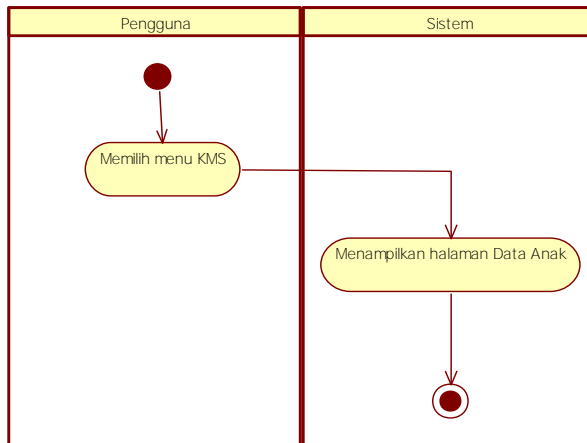 Pengguna
Sistem
Memilih menu KMS
Menampilkan halaman Data Anak